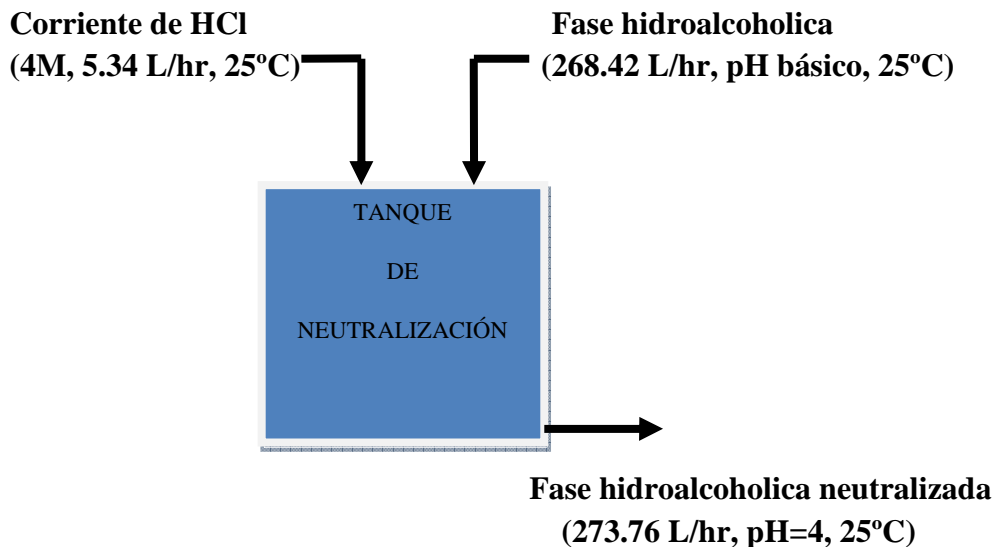 Corriente de HCl
(4M, 5.34 L/hr, 25ºC)
Fase hidroalcoholica
(268.42 L/hr, pH básico, 25ºC)
TANQUE
DE
NEUTRALIZACIÓN
Fase hidroalcoholica neutralizada
(273.76 L/hr, pH=4, 25ºC)